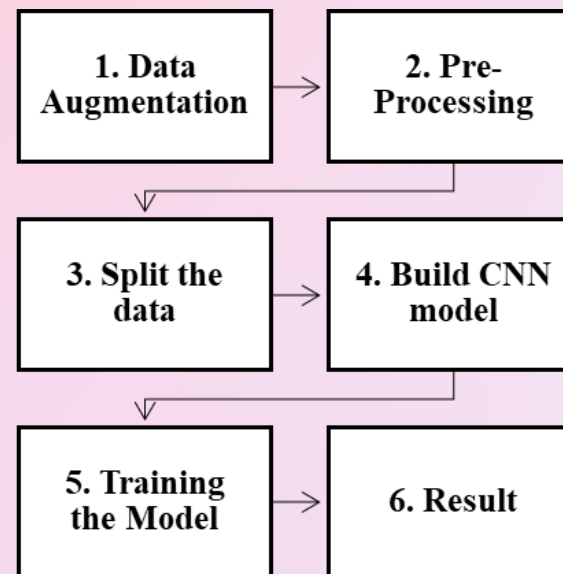 1. Data
Augmentation
2. Pre-
Processing
3. Split the
data
4. Build CNN
model
5. Training
the Model
6. Result